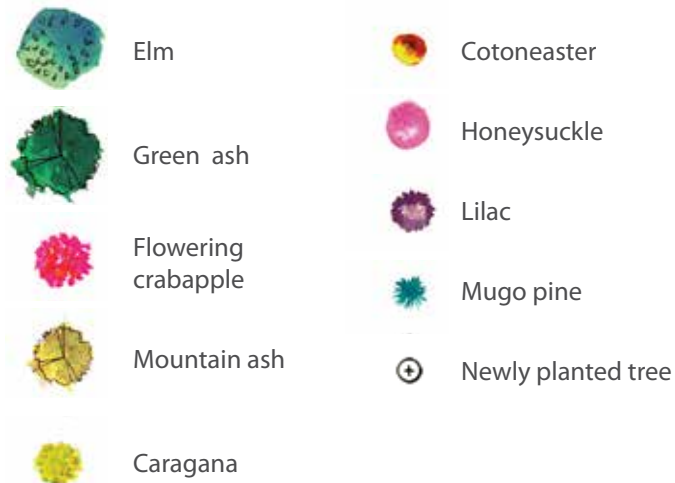 Elm
Green ash
Flowering
crabapple
Mountain ash
Caragana
Cotoneaster
Honeysuckle
Lilac
Mugo pine
Newly planted tree